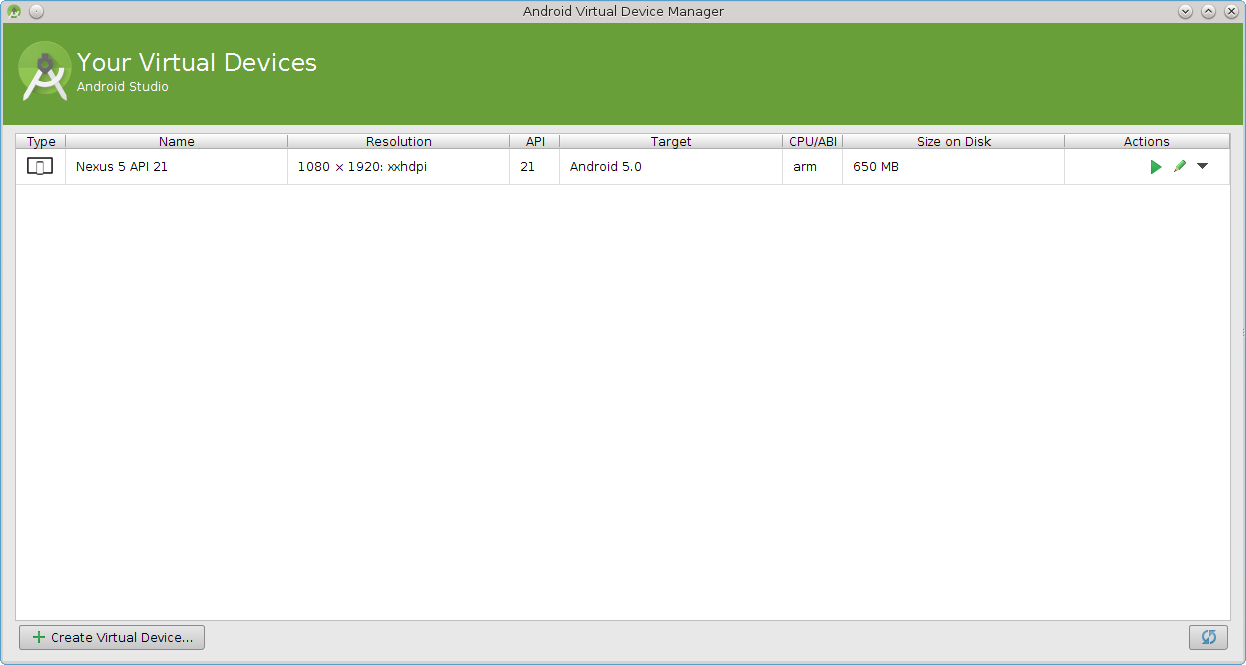 Android Virtual Device Manager
Your Virtual Devices
Android Studio
Type Name Resolution API Target CPU/ABI Size on Disk Actions
Nexus 5 API 21 1080 × 1920: xxhdpi 21 Android 5.0 arm 650 MB
Create Virtual Device...